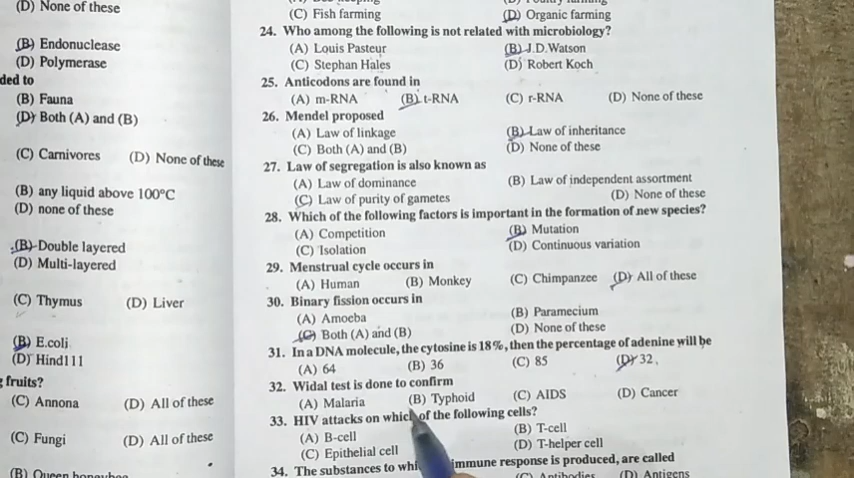 (D) None of these
(B) Endonuclease
(D) Polymerase
ded to
(B) Fauna
(D) Both (A) and (B)
(C) Carnivores (D) None of these
(B) any liquid above 100°C
(D) none of these
(B) Double layered
(D) Multi-layered
(C) Thymus (D) Liver
(B) E.coli
(D) Hind111
fruits?
(C) Annona (D) All of these
(C) Fungi (D) All of these
(B) Queen
(C) Fish farming (D) Organic farming
24. Who among the following is not related with microbiology?
(A) Louis Pasteur (B) J.D.Watson
(C) Stephan Hales (D) Robert Koch
25. Anticodons are found in
(A) m-RNA (B) t-RNA (C) r-RNA (D) None of these
26. Mendel proposed
(A) Law of linkage (B) Law of inheritance
(C) Both (A) and (B) (D) None of these
27. Law of segregation is also known as
(A) Law of dominance (B) Law of independent assortment
(C) Law of purity of gametes (D) None of these
28. Which of the following factors is important in the formation of new species?
(A) Competition (B) Mutation
(C) Isolation (D) Continuous variation
29. Menstrual cycle occurs in
(A) Human (B) Monkey (C) Chimpanzee (D) All of these
30. Binary fission occurs in
(A) Amoeba (B) Paramecium
(C) Both (A) and (B) (D) None of these
31. In a DNA molecule, the cytosine is 18%, then the percentage of adenine will be
(A) 64 (B) 36 (C) 85 (D) 32
32. Widal test is done to confirm
(A) Malaria (B) Typhoid (C) AIDS (D) Cancer
33. HIV attacks on which of the following cells?
(A) B-cell (B) T-cell
(C) Epithelial cell (D) T-helper cell
34. The substances to whi immune response is produced, are called
(C) Antibodies (D) Antigens